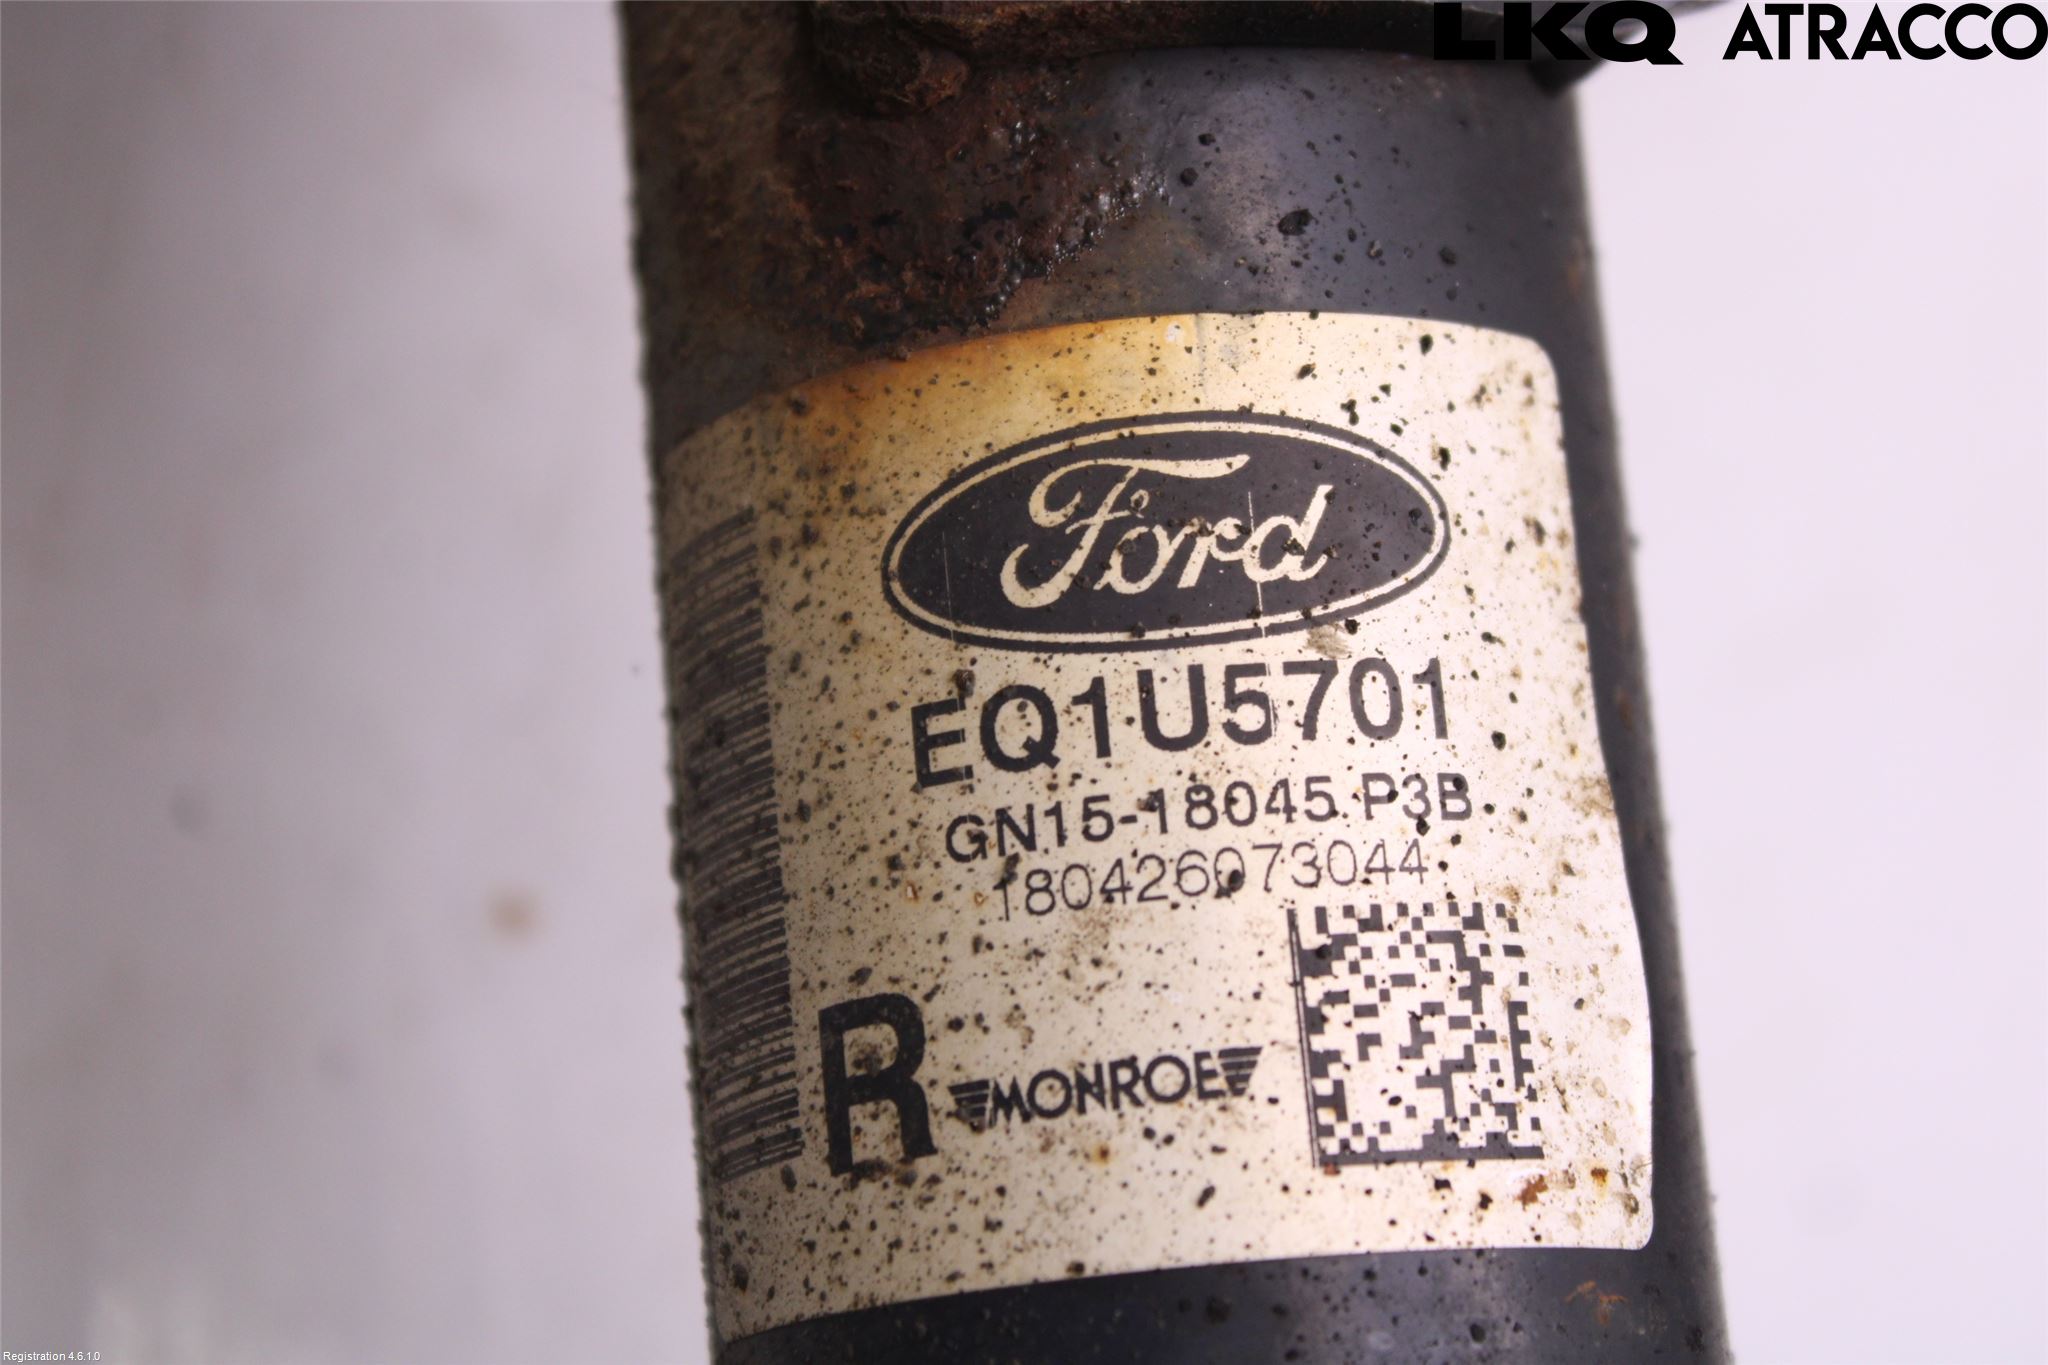 LKQ ATRACCO
Ford
EQ1U5701
GN15-18045 P3B
180426073044
R MONROE
Registration 4.6.1.0